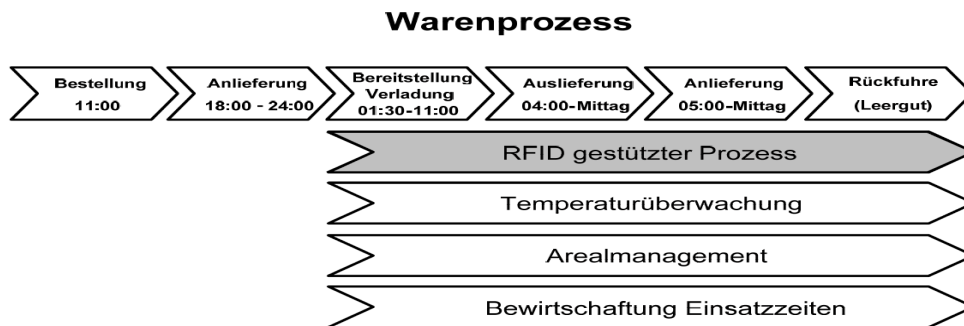 Warenprozess
Bestellung
11:00
Anlieferung
18:00 - 24:00
Bereitstellung
Verladung
01:30-11:00
Auslieferung
04:00-Mittag
Anlieferung
05:00-Mittag
Rückfuhre
(Leergut)
RFID gestützter Prozess
Temperaturüberwachung
Arealmanagement
Bewirtschaftung Einsatzzeiten